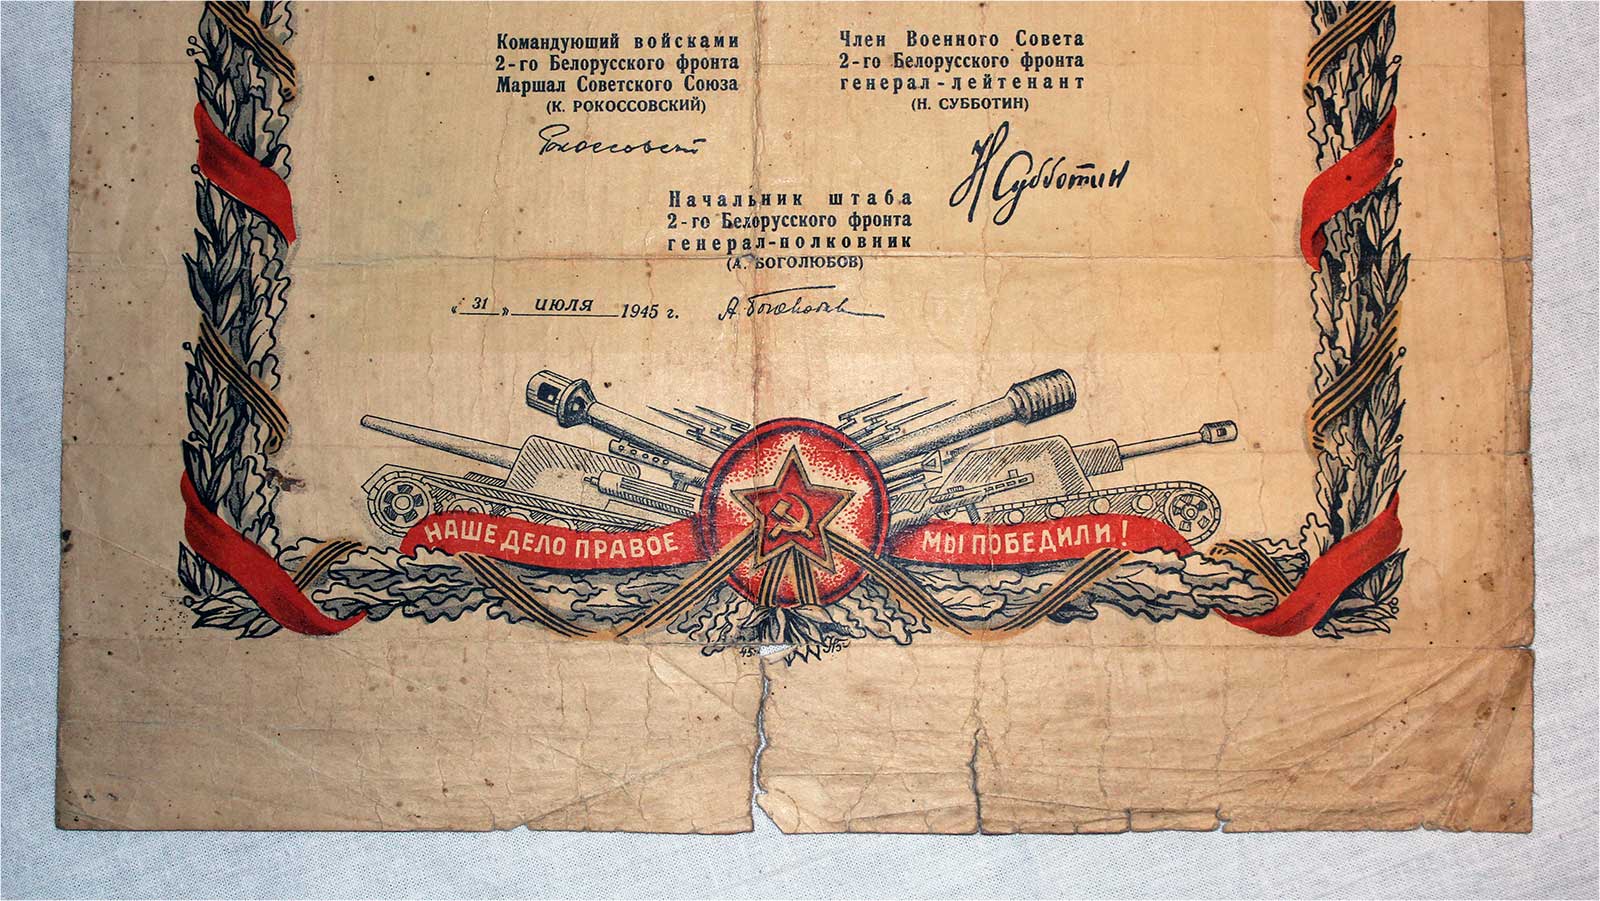 Командующий войсками
2-го Белорусского фронта
Маршал Советского Союза
(К. РОКОССОВСКИЙ)
Рокоссовский
Член Военного Совета
2-го Белорусского фронта
генерал-лейтенант
(Н. СУББОТИН)
Н Субботин
Начальник штаба
2-го Белорусского фронта
генерал-полковник
(А. БОГОЛЮБОВ)
«31» июля 1945 г.
А. Боголюбов
НАШЕ ДЕЛО ПРАВОЕ
МЫ ПОБЕДИЛИ!
45